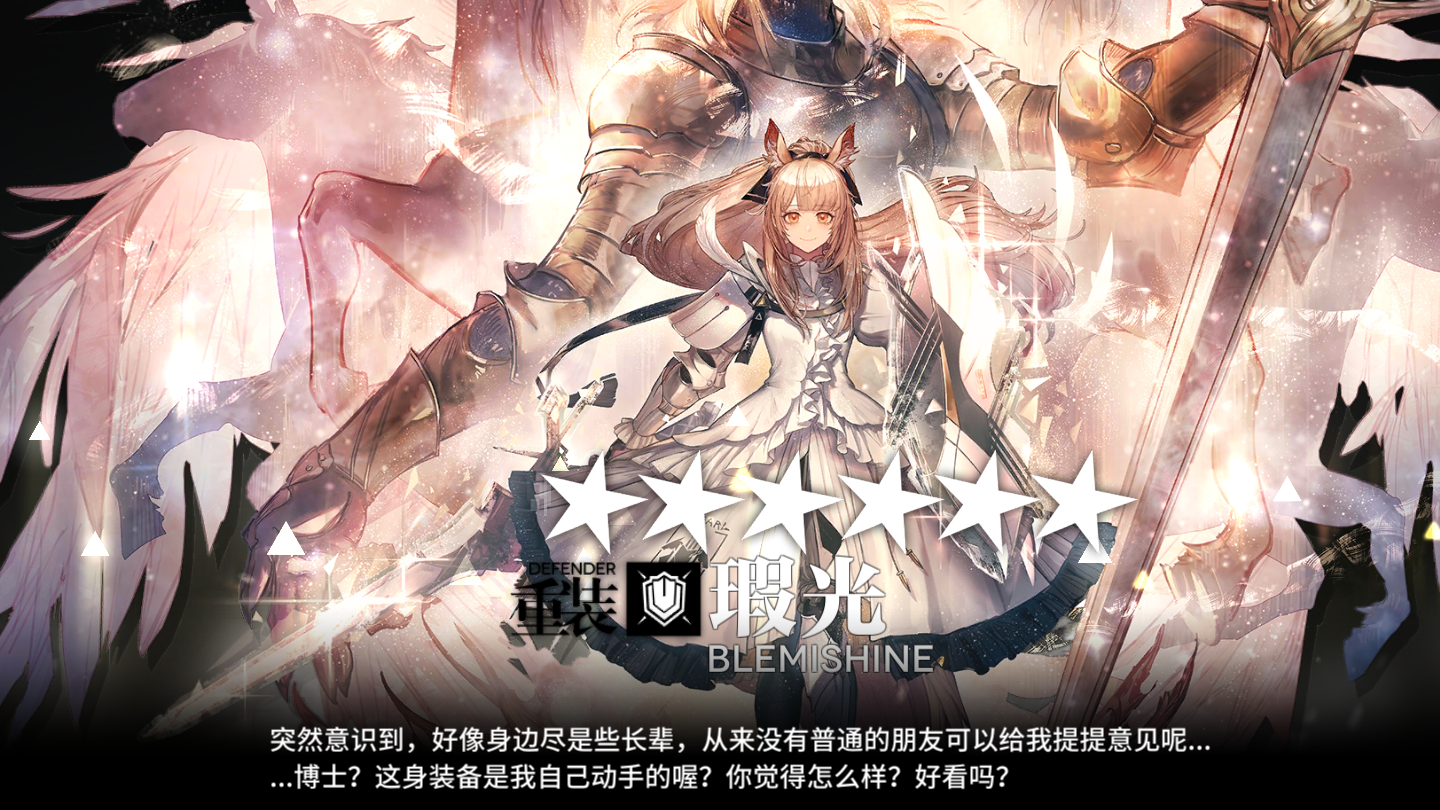 DEFENDER
重装
瑕光
BLEMISHINE
突然意识到，好像身边尽是些长辈，从来没有普通的朋友可以给我提提意见呢...
...博士？这身装备是我自己动手的喔？你觉得怎么样？好看吗？